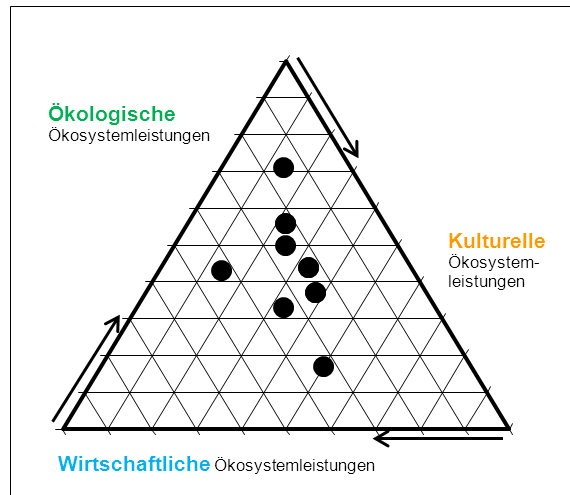 Ökologische
Ökosystemleistungen
Kulturelle
Ökosystem-
leistungen
Wirtschaftliche Ökosystemleistungen